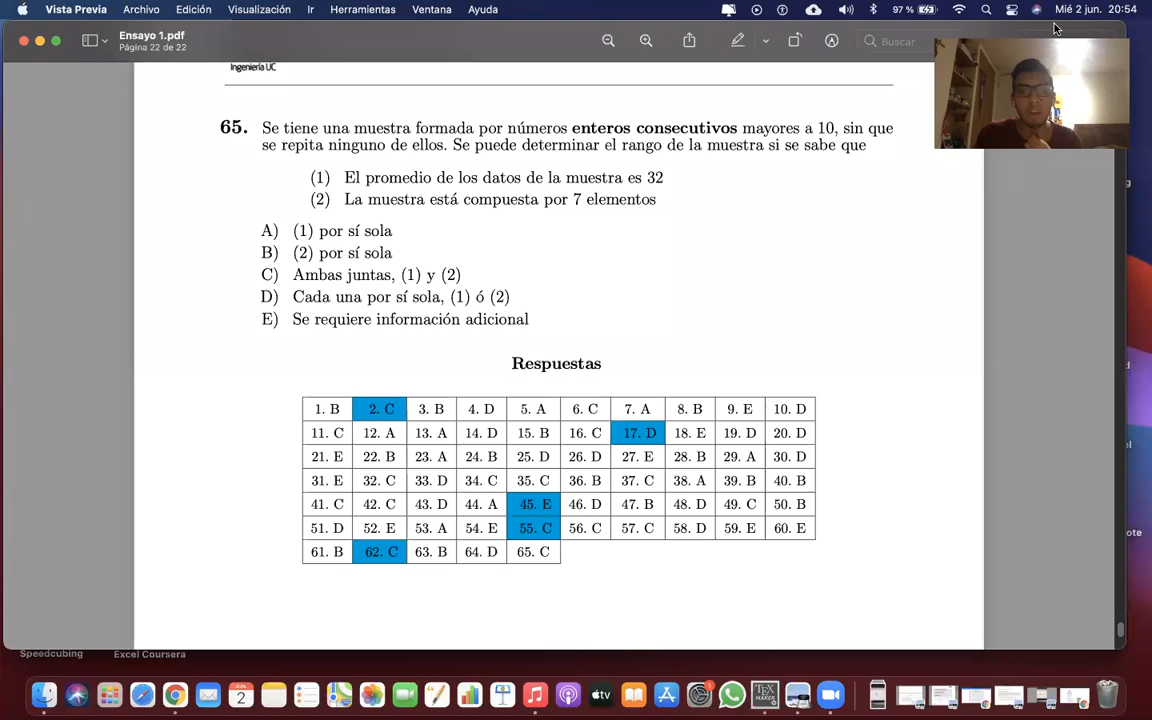 Vista Previa Archivo Edición Visualización Ir Herramientas Ventana Ayuda 97 % Mié 2 jun. 20:54
Ensayo 1.pdf
Página 22 de 22
Buscar
Ingeniería UC
65. Se tiene una muestra formada por números enteros consecutivos mayores a 10, sin que
se repita ninguno de ellos. Se puede determinar el rango de la muestra si se sabe que
(1) El promedio de los datos de la muestra es 32
(2) La muestra está compuesta por 7 elementos
A) (1) por sí sola
B) (2) por sí sola
C) Ambas juntas, (1) y (2)
D) Cada una por sí sola, (1) ó (2)
E) Se requiere información adicional
Respuestas
1. B 2. C 3. B 4. D 5. A 6. C 7. A 8. B 9. E 10. D
11. C 12. A 13. A 14. D 15. B 16. C 17. D 18. E 19. D 20. D
21. E 22. B 23. A 24. B 25. D 26. D 27. E 28. B 29. A 30. D
31. E 32. C 33. D 34. C 35. C 36. B 37. C 38. A 39. B 40. B
41. C 42. C 43. D 44. A 45. E 46. D 47. B 48. D 49. C 50. B
51. D 52. E 53. A 54. E 55. C 56. C 57. C 58. D 59. E 60. E
61. B 62. C 63. B 64. D 65. C
Speedcubing Excel Coursera
JUN. 2 tv 1